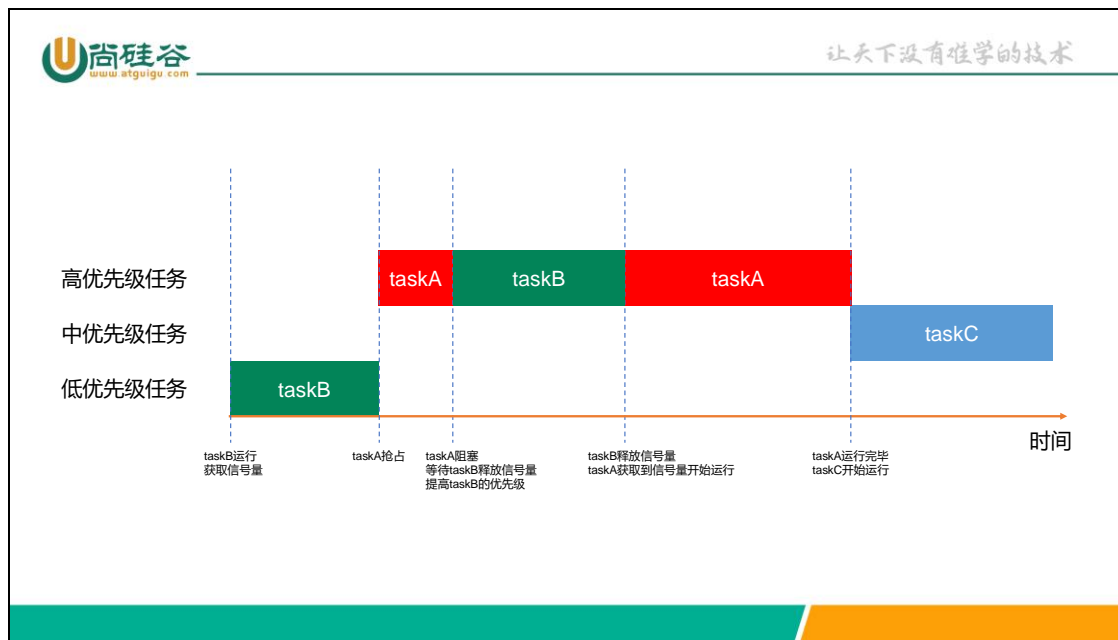 尚硅谷
www.atguigu.com
让天下没有难学的技术
高优先级任务
taskA
taskB
taskA
中优先级任务
taskC
低优先级任务
taskB
时间
taskB运行
获取信号量
taskA抢占
taskA阻塞
等待taskB释放信号量
提高taskB的优先级
taskB释放信号量
taskA获取到信号量开始运行
taskA运行完毕
taskC开始运行